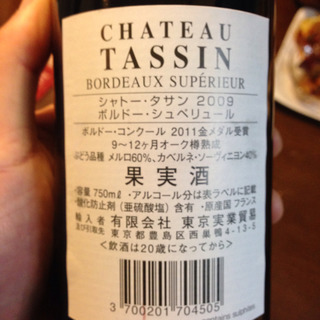 CHATEAU
TASSIN
BORDEAUX SUPÉRIEUR
シャトー・タサン 2009
ボルドー・シュペリュール
ボルドー・コンクール 2011金メダル受賞
9~12ヶ月オーク樽熟成
ぶどう品種 メルロ60%、カベルネ・ソーヴィニヨン40%
果実酒
・容量 750mℓ ・アルコール分は表ラベルに記載
・酸化防止剤(亜硫酸塩)含有 ・原産国 フランス
輸入者 有限会社 東京実業貿易
及び引取先 東京都豊島区西巣鴨4-13-5
<飲酒は20歳になってから>
3 700201 704505
sulphites